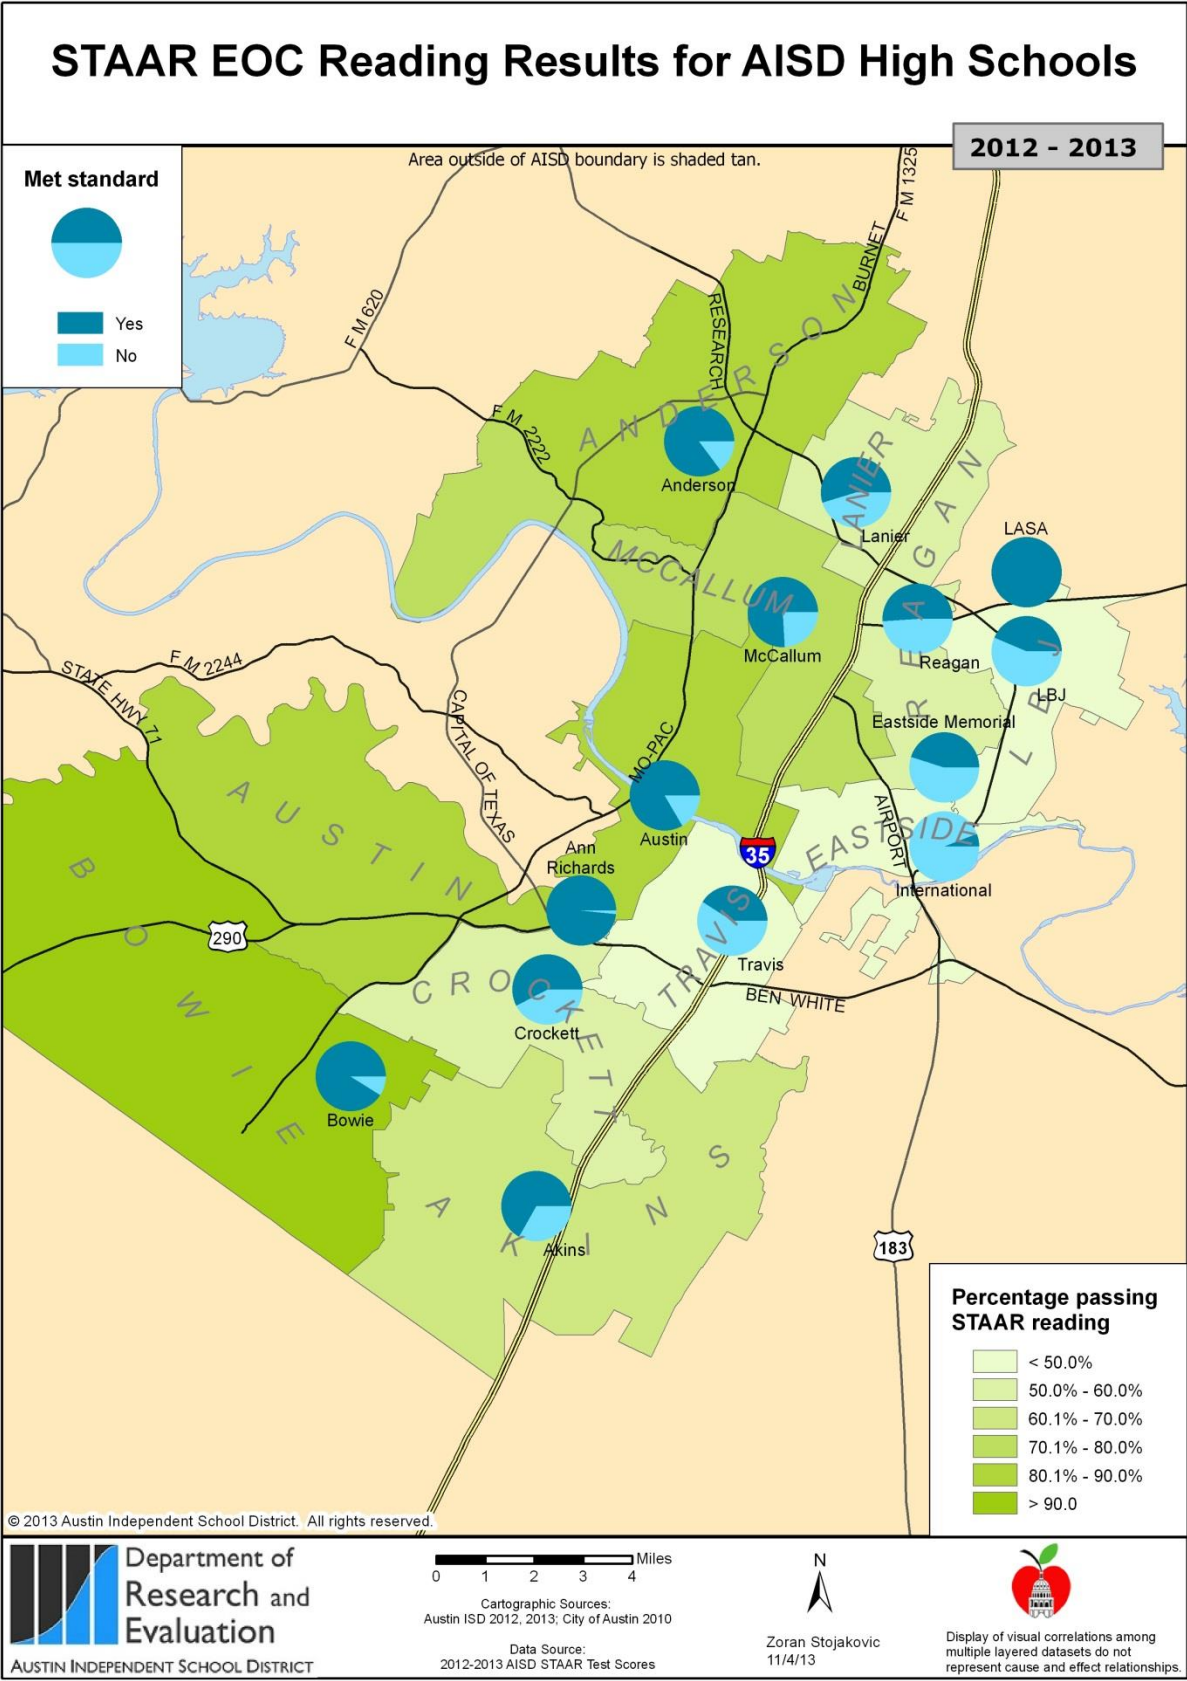 STAAR EOC Reading Results for AISD High Schools
2012 - 2013
Area outside of AISD boundary is shaded tan.
Met standard
Yes
No
F M 1325
BURNET
F M 620
RESEARCH
ANDERSON
F M 2222
Anderson
LANIER
Lanier
REAGAN
LASA
MCCALLUM
McCallum
Reagan
LBJ
LBJ
F M 2244
STATE HWY 71
CAPITAL OF TEXAS
Eastside Memorial
MO-PAC
AUSTIN
Austin
AIRPORT
EASTSIDE
35
Ann
Richards
International
BOWIE
290
TRAVIS
Travis
CROCKETT
Crockett
BEN WHITE
Bowie
AKINS
Akins
183
Percentage passing
STAAR reading
< 50.0%
50.0% - 60.0%
60.1% - 70.0%
70.1% - 80.0%
80.1% - 90.0%
> 90.0
© 2013 Austin Independent School District. All rights reserved.
Department of
Research and
Evaluation
AUSTIN INDEPENDENT SCHOOL DISTRICT
Miles
0 1 2 3 4
Cartographic Sources:
Austin ISD 2012, 2013; City of Austin 2010
Data Source:
2012-2013 AISD STAAR Test Scores
N
Zoran Stojakovic
11/4/13
Display of visual correlations among
multiple layered datasets do not
represent cause and effect relationships.